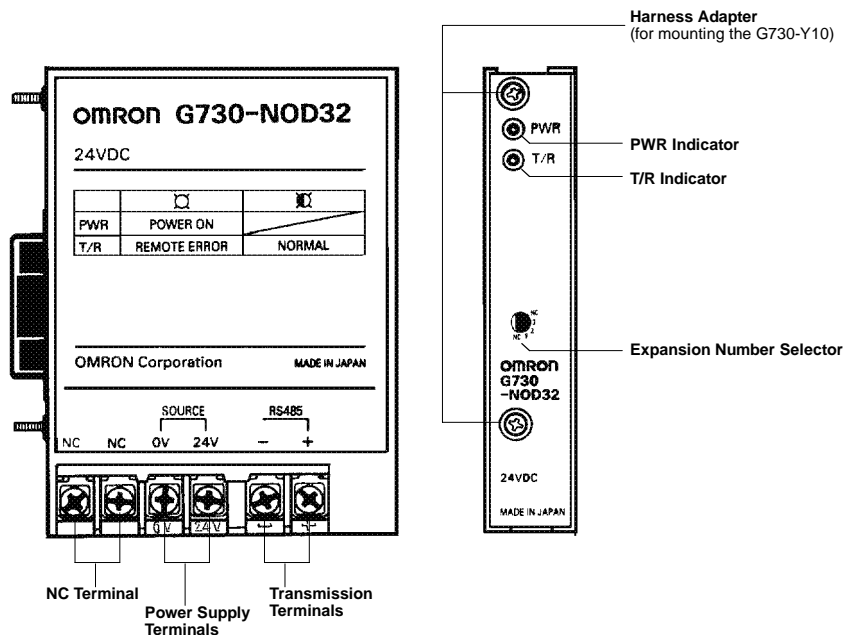 Harness Adapter
(for mounting the G730-Y10)
OMRON G730-NOD32
24VDC
PWR POWER ON
T/R REMOTE ERROR NORMAL
OMRON Corporation MADE IN JAPAN
SOURCE RS485
NC NC 0V 24V − +
0V 24V − +
NC Terminal
Power Supply
Terminals
Transmission
Terminals
PWR
T/R
PWR Indicator
T/R Indicator
NC
NC
Expansion Number Selector
OMRON
G730
-NOD32
24VDC
MADE IN JAPAN